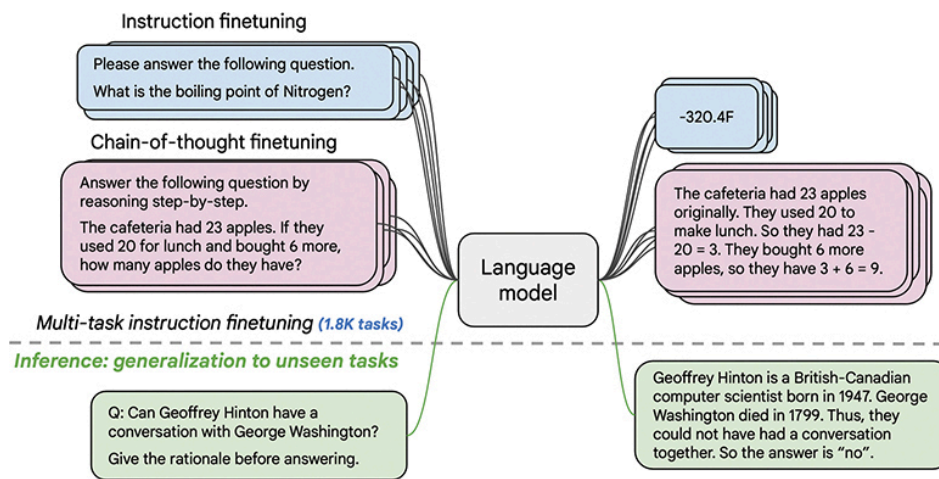 Instruction finetuning
Please answer the following question.
What is the boiling point of Nitrogen?
-320.4F
Chain-of-thought finetuning
Answer the following question by
reasoning step-by-step.
The cafeteria had 23 apples. If they
used 20 for lunch and bought 6 more,
how many apples do they have?
Language
model
The cafeteria had 23 apples
originally. They used 20 to
make lunch. So they had 23 -
20 = 3. They bought 6 more
apples, so they have 3 + 6 = 9.
Multi-task instruction finetuning (1.8K tasks)
Inference: generalization to unseen tasks
Q: Can Geoffrey Hinton have a
conversation with George Washington?
Give the rationale before answering.
Geoffrey Hinton is a British-Canadian
computer scientist born in 1947. George
Washington died in 1799. Thus, they
could not have had a conversation
together. So the answer is “no”.